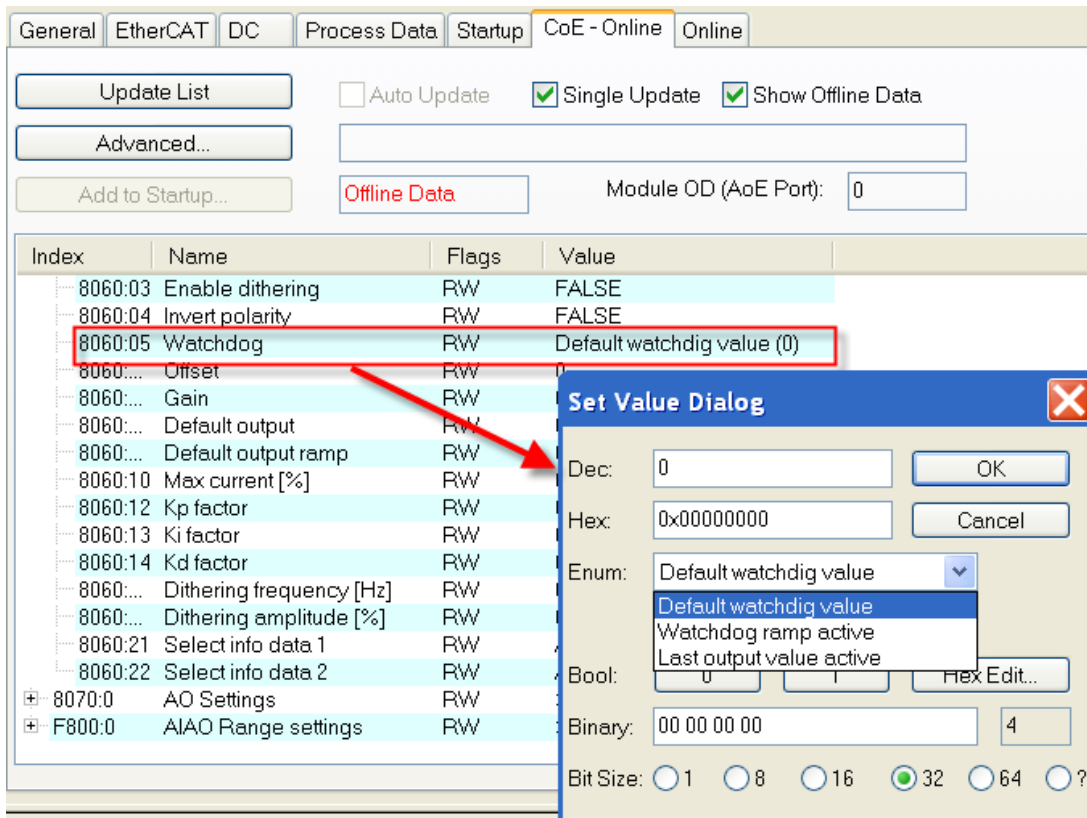 General EtherCAT DC Process Data Startup CoE - Online Online
Update List Auto Update Single Update Show Offline Data
Advanced...
Add to Startup... Offline Data Module OD (AoE Port): 0
Index Name Flags Value
8060:03 Enable dithering RW FALSE
8060:04 Invert polarity RW FALSE
8060:05 Watchdog RW Default watchdig value (0)
8060:... Offset RW 0
8060:... Gain RW
8060:... Default output RW
8060:... Default output ramp RW
8060:10 Max current [%] RW
8060:12 Kp factor RW
8060:13 Ki factor RW
8060:14 Kd factor RW
8060:... Dithering frequency [Hz] RW
8060:... Dithering amplitude [%] RW
8060:21 Select info data 1 RW
8060:22 Select info data 2 RW
8070:0 AO Settings RW
F800:0 AIAO Range settings RW
Set Value Dialog
Dec: 0 OK
Hex: 0x00000000 Cancel
Enum: Default watchdig value
Default watchdig value
Watchdog ramp active
Last output value active
Bool: 0 1 Hex Edit...
Binary: 00 00 00 00 4
Bit Size: 1 8 16 32 64 ?